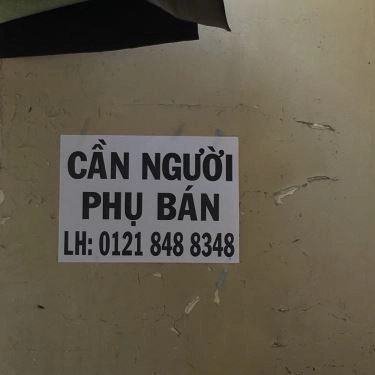 CẦN NGƯỜI
PHỤ BÁN
LH: 0121 848 8348